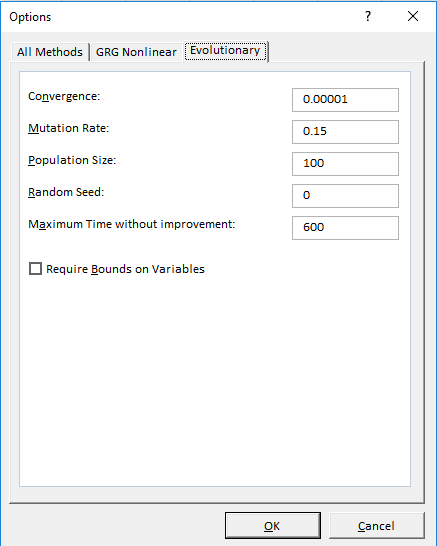 Options ? ×
All Methods GRG Nonlinear Evolutionary
Convergence: 0.00001
Mutation Rate: 0.15
Population Size: 100
Random Seed: 0
Maximum Time without improvement: 600
Require Bounds on Variables
OK Cancel